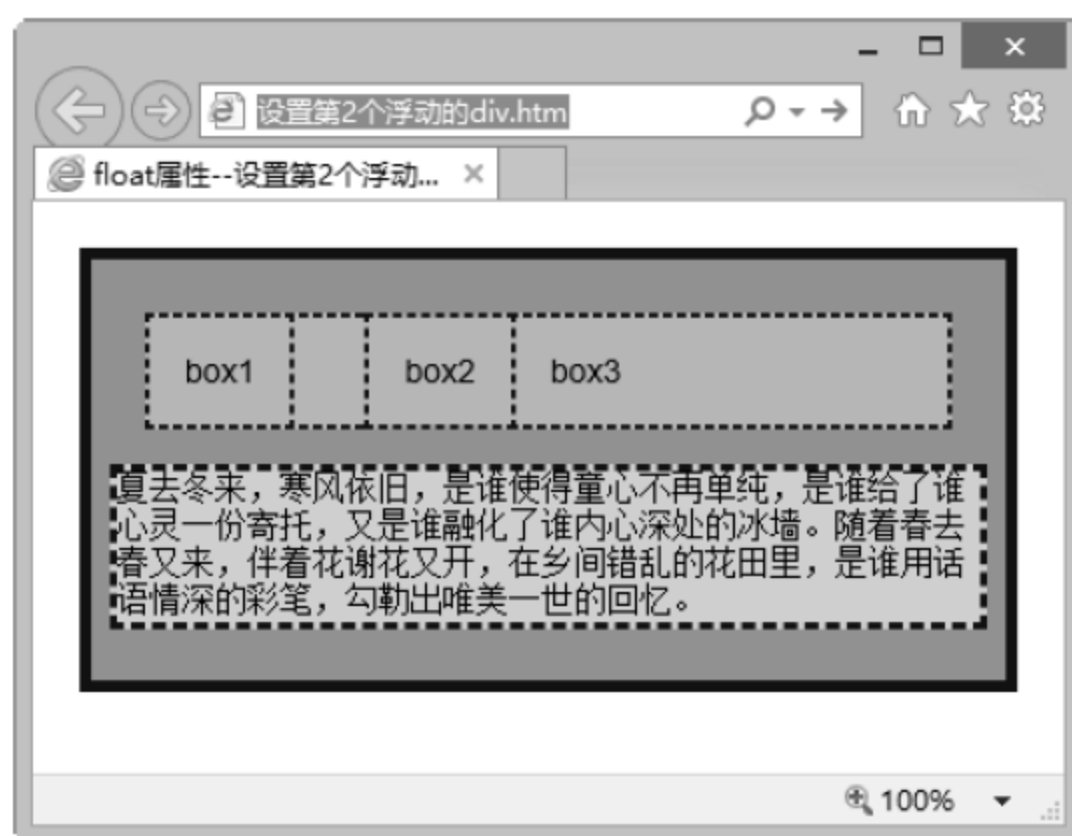 设置第2个浮动的div.htm
float属性--设置第2个浮动...
box1 box2 box3
夏去冬来，寒风依旧，是谁使得童心不再单纯，是谁给了谁
心灵一份寄托，又是谁融化了谁内心深处的冰墙。随着春去
春又来，伴着花谢花又开，在乡间错乱的花田里，是谁用话
语情深的彩笔，勾勒出唯美一世的回忆。
100%